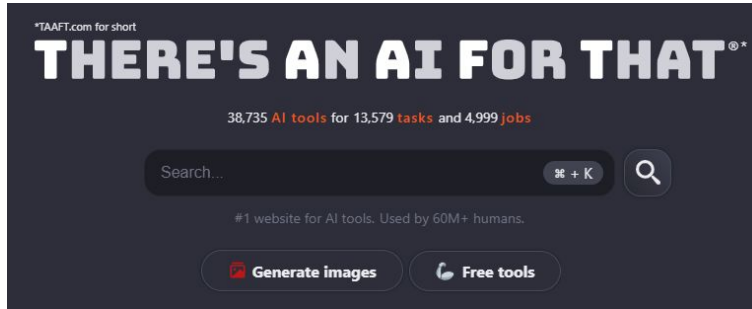 *TAAFT.com for short
THERE'S AN AI FOR THAT®*
38,735 AI tools for 13,579 tasks and 4,999 jobs
Search...
⌘ + K
#1 website for AI tools. Used by 60M+ humans.
Generate images
Free tools